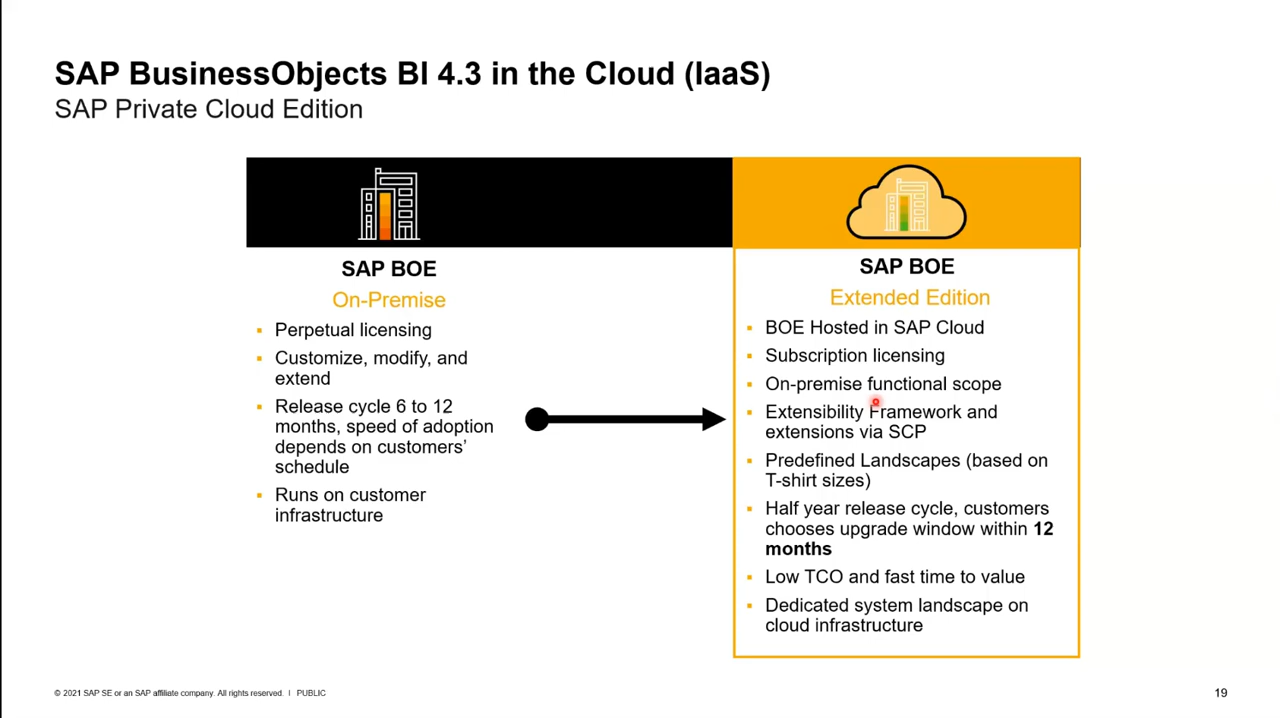 SAP BusinessObjects BI 4.3 in the Cloud (IaaS)
SAP Private Cloud Edition
SAP BOE
On-Premise
Perpetual licensing
Customize, modify, and
extend
Release cycle 6 to 12
months, speed of adoption
depends on customers'
schedule
Runs on customer
infrastructure
SAP BOE
Extended Edition
BOE Hosted in SAP Cloud
Subscription licensing
On-premise functional scope
Extensibility Framework and
extensions via SCP
Predefined Landscapes (based on
T-shirt sizes)
Half year release cycle, customers
chooses upgrade window within 12
months
Low TCO and fast time to value
Dedicated system landscape on
cloud infrastructure
© 2021 SAP SE or an SAP affiliate company. All rights reserved. I PUBLIC
19